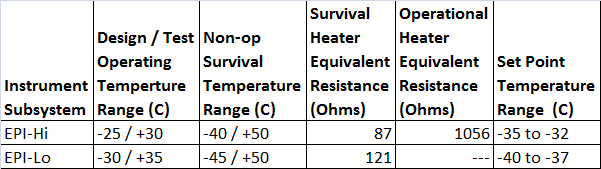 Instrument Subsystem | Design / Test Operating Temperture Range (C) | Non-op Survival Temperature Range (C) | Survival Heater Equivalent Resistance (Ohms) | Operational Heater Equivalent Resistance (Ohms) | Set Point Temperature Range  (C)
EPI-Hi | -25 / +30 | -40 / +50 | 87 | 1056 | -35 to -32
EPI-Lo | -30 / +35 | -45 / +50 | 121 | --- | -40 to -37